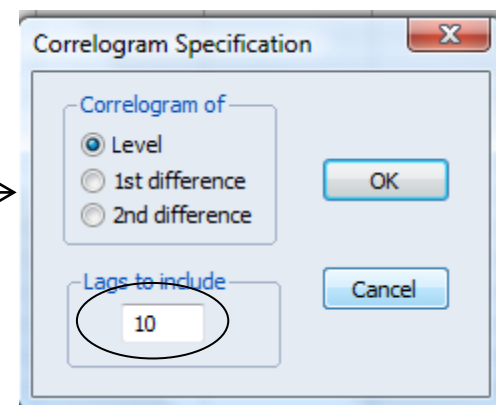 Correlogram Specification
Correlogram of
Level
1st difference
2nd difference
OK
Lags to include
10
Cancel